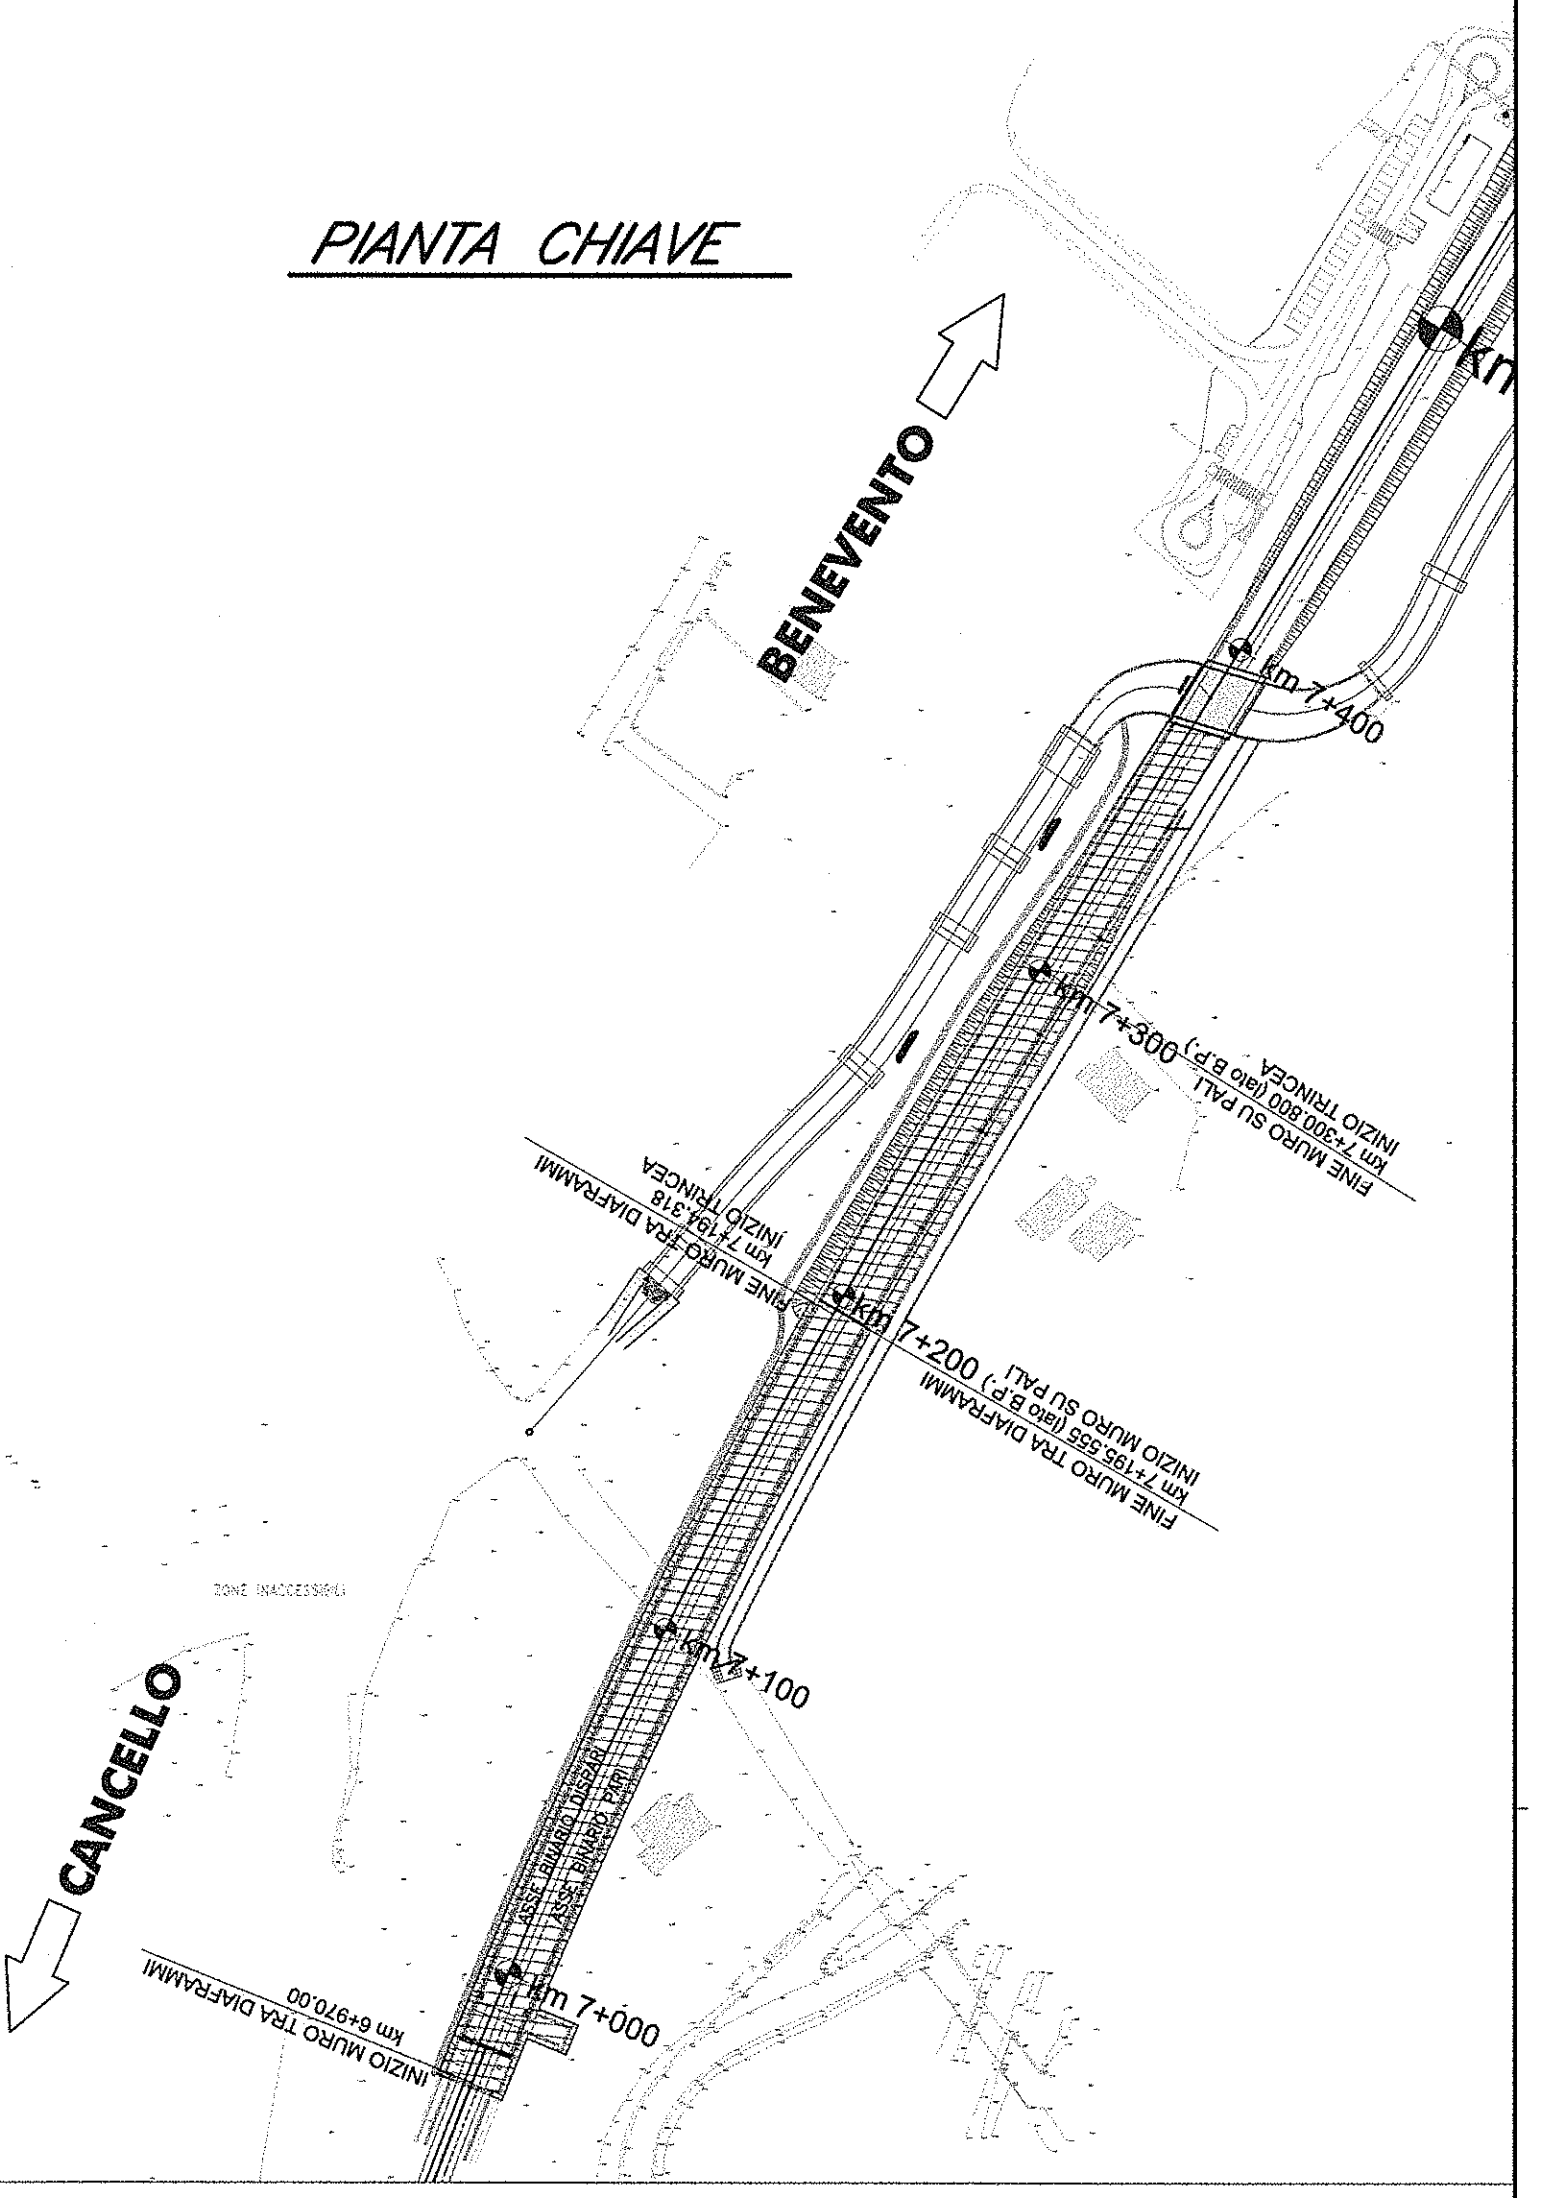 PIANTA CHIAVE
BENEVENTO
km
km 7+400
km 7+300
FINE MURO SU PALI
km 7+300.800 (lato B.P.)
INIZIO TRINCEA
FINE MURO TRA DIAFRAMMI
km 7+194.318
INIZIO TRINCEA
km 7+200
FINE MURO TRA DIAFRAMMI
km 7+195.555 (lato B.P.)
INIZIO MURO SU PALI
ZONE INACCESSIBILI
km 7+100
CANCELLO
ASSE BINARIO DISPARI
ASSE BINARIO PARI
km 7+000
INIZIO MURO TRA DIAFRAMMI
km 6+970.00